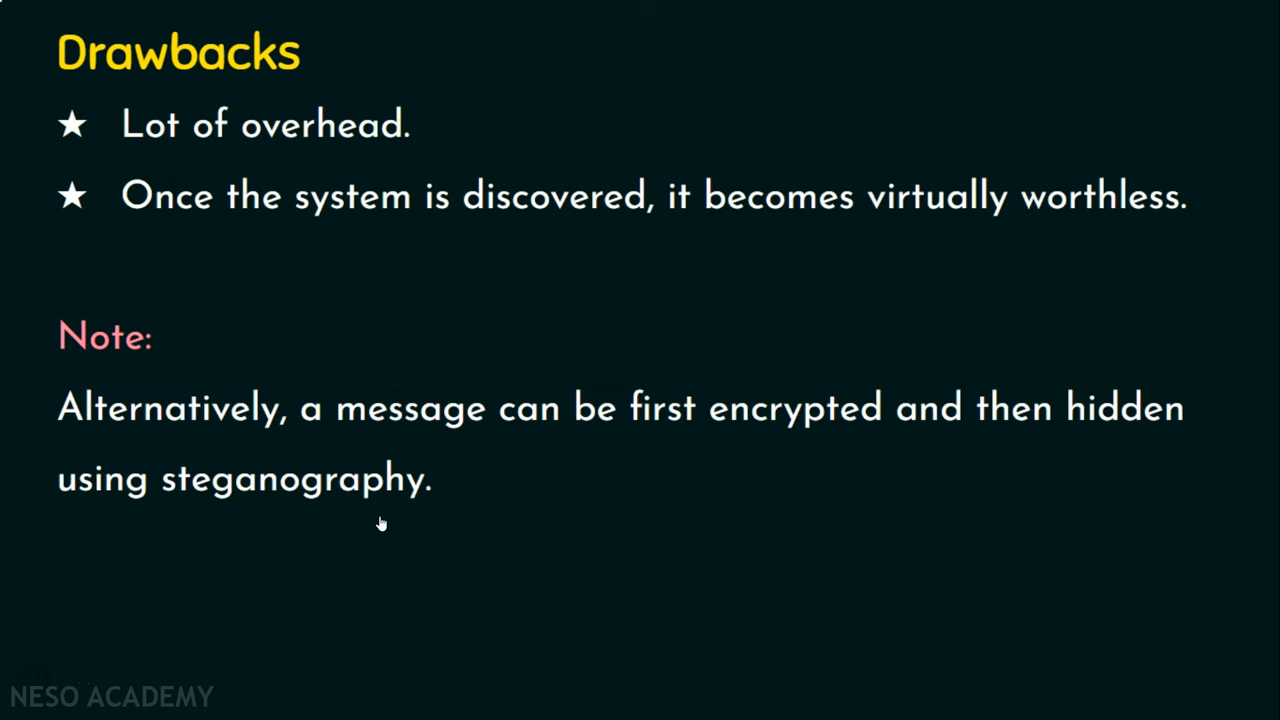 Drawbacks
★ Lot of overhead.
★ Once the system is discovered, it becomes virtually worthless.
Note:
Alternatively, a message can be first encrypted and then hidden
using steganography.
NESO ACADEMY